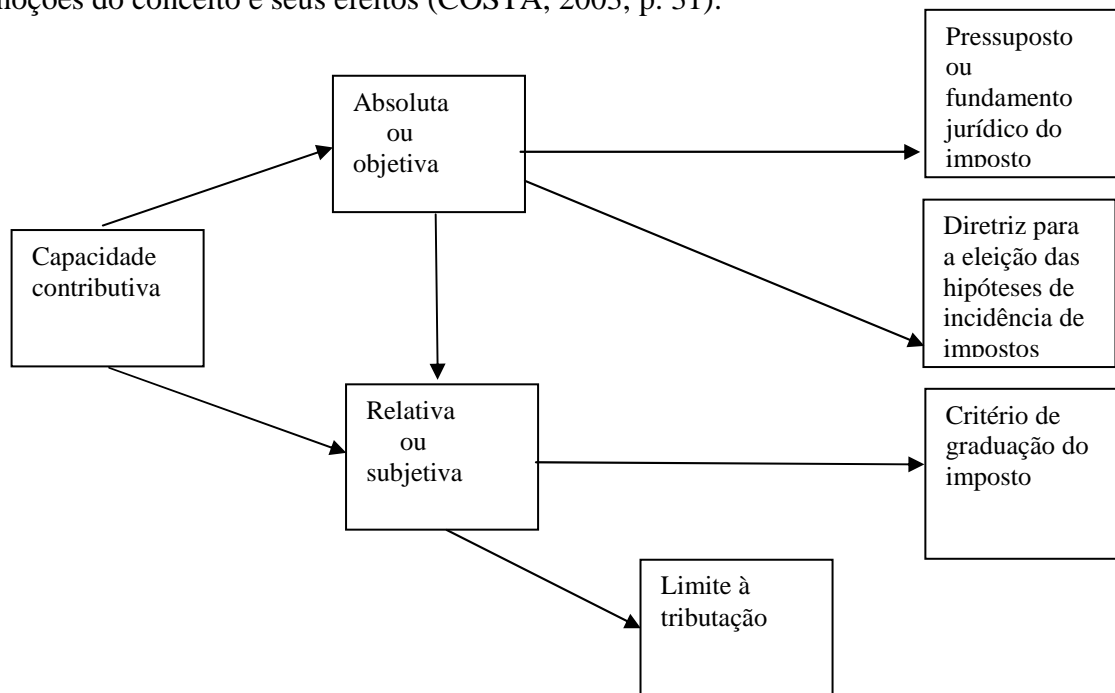 noções do conceito e seus efeitos (COSTA, 2003, p. 31).
Pressuposto
ou
fundamento
jurídico do
imposto
Absoluta
ou
objetiva
Diretriz para
a eleição das
hipóteses de
incidência de
impostos
Capacidade
contributiva
Relativa
ou
subjetiva
Critério de
graduação do
imposto
Limite à
tributação